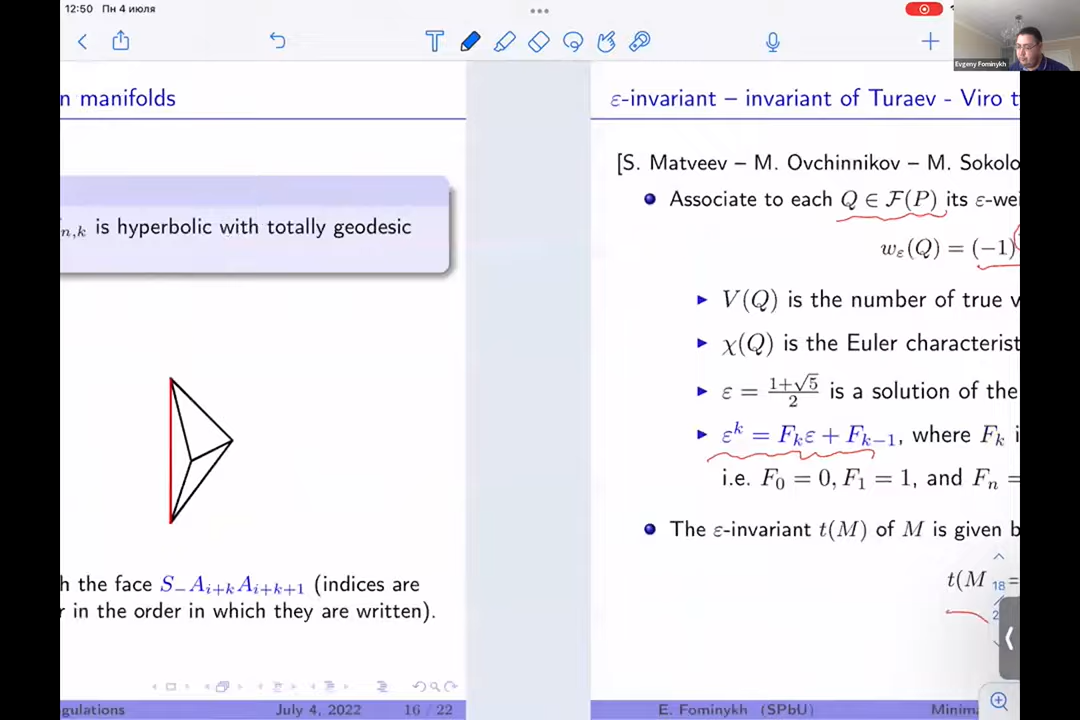 12:50 Пн 4 июля
Evgeny Fominykh
n manifolds
n,k is hyperbolic with totally geodesic
h the face S₋A_{i+k}A_{i+k+1} (indices are
r in the order in which they are written).
gulations July 4, 2022 16 / 22
ε-invariant – invariant of Turaev - Viro t
[S. Matveev – M. Ovchinnikov – M. Sokolo
Associate to each Q ∈ F(P) its ε-wei
w_ε(Q) = (−1)
V(Q) is the number of true v
χ(Q) is the Euler characterist
ε = (1+√5)/2 is a solution of the
ε^k = F_kε + F_{k−1}, where F_k i
i.e. F₀ = 0, F₁ = 1, and F_n =
The ε-invariant t(M) of M is given b
t(M =
18
E. Fominykh (SPbU) Minim